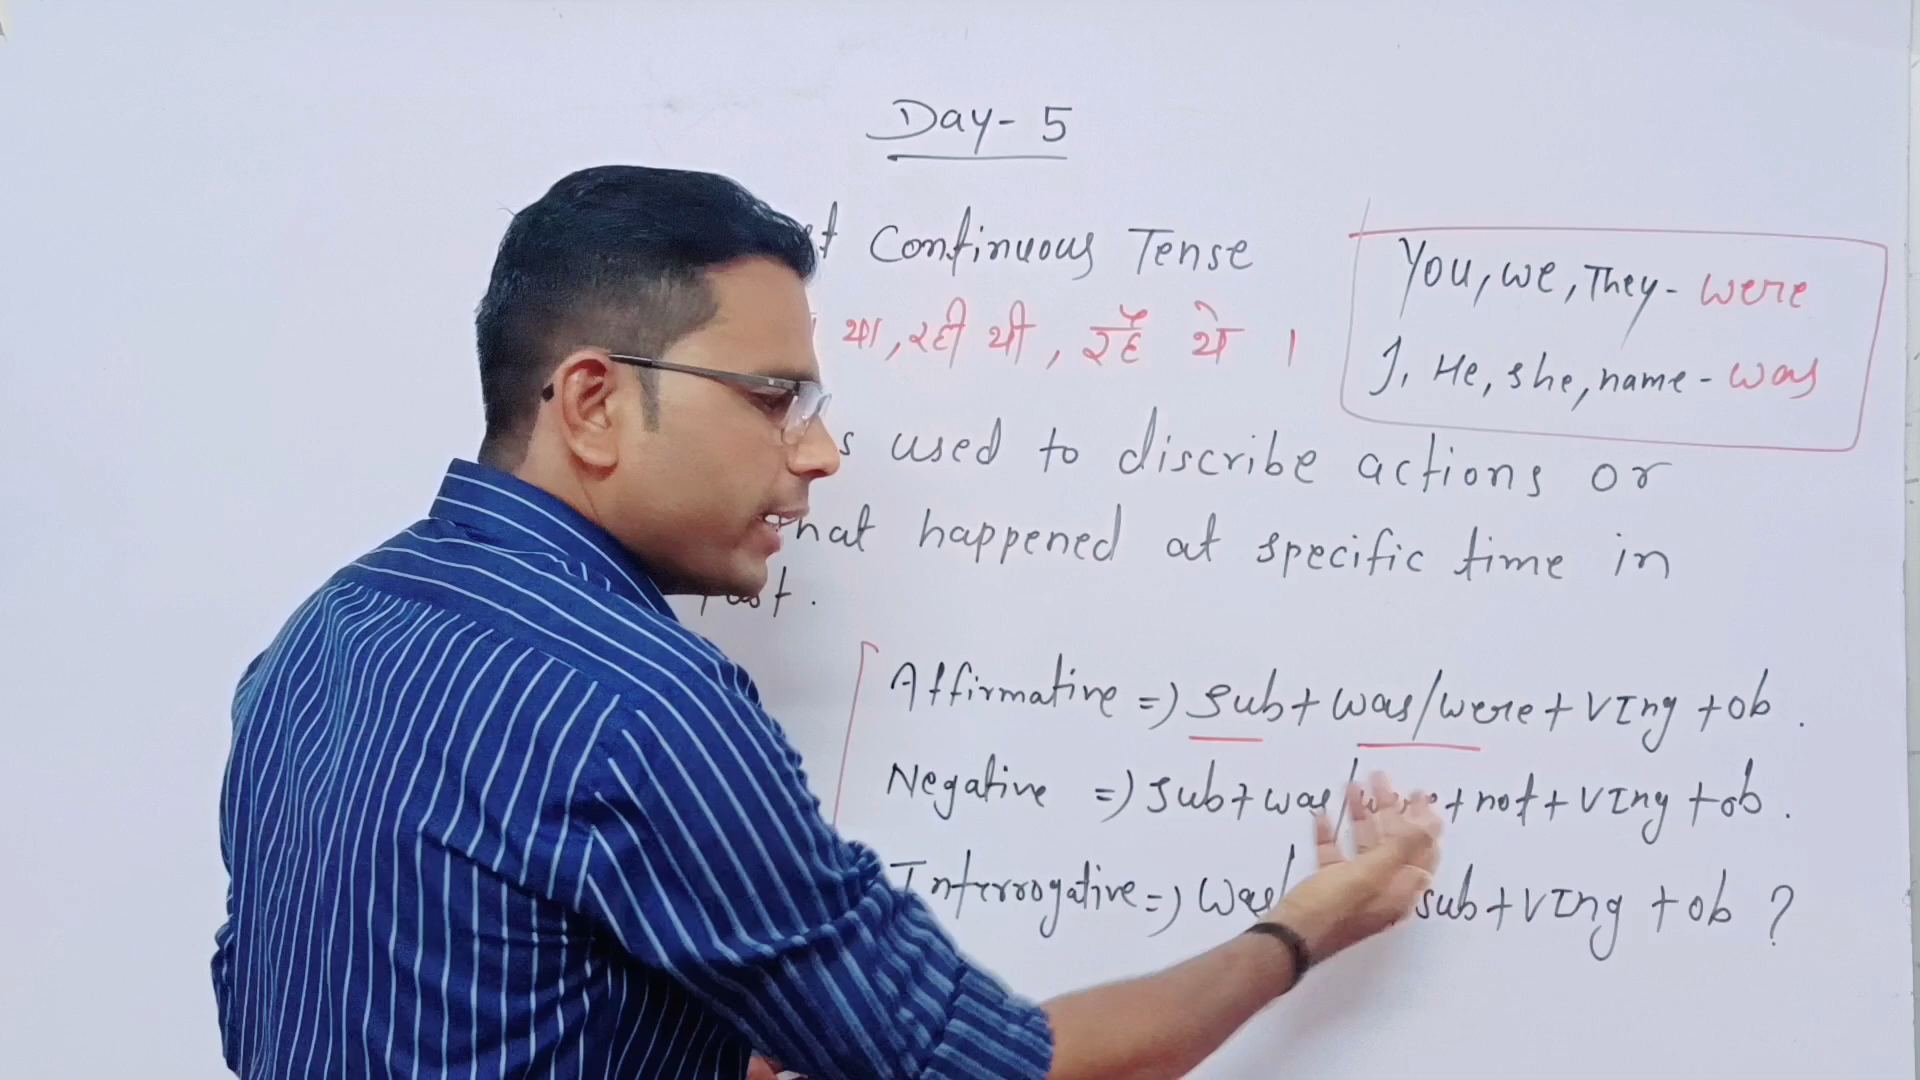 Day- 5
Continuous Tense
था, रही थी, रहे थे ।
You, we, They - were
I, He, she, name - was
used to discribe actions or
happened at specific time in
Affirmative => Sub + was/were + VIng + ob.
Negative => Sub + was/were + not + VIng + ob.
Interrogative => Was/ sub + VIng + ob ?